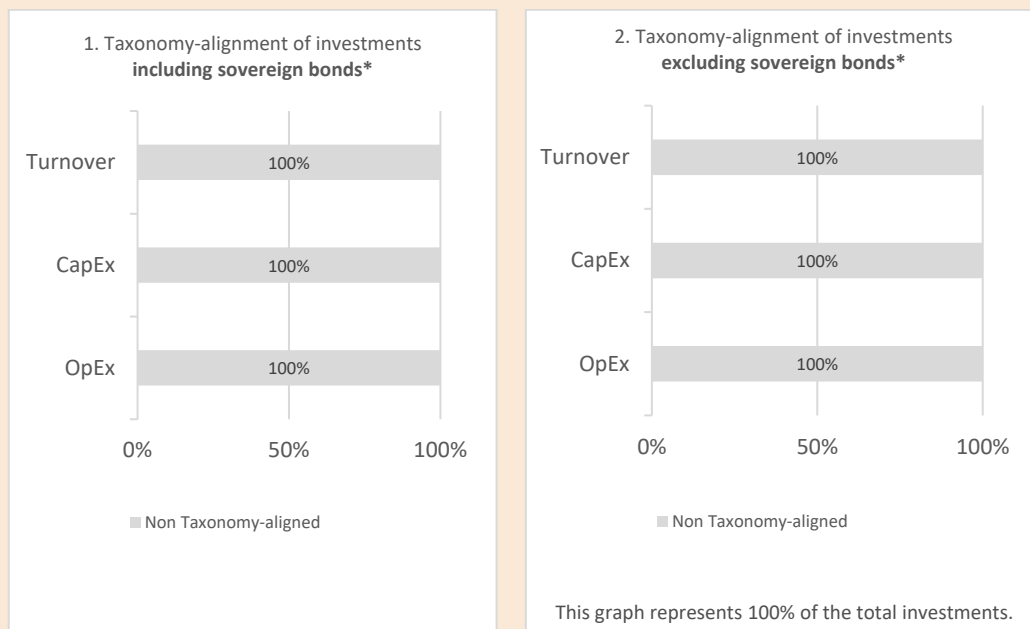 1. Taxonomy-alignment of investments
including sovereign bonds*
Turnover
100%
CapEx
100%
OpEx
100%
0%
50%
100%
Non Taxonomy-aligned
2. Taxonomy-alignment of investments
excluding sovereign bonds*
Turnover
100%
CapEx
100%
OpEx
100%
0%
50%
100%
Non Taxonomy-aligned
This graph represents 100% of the total investments.